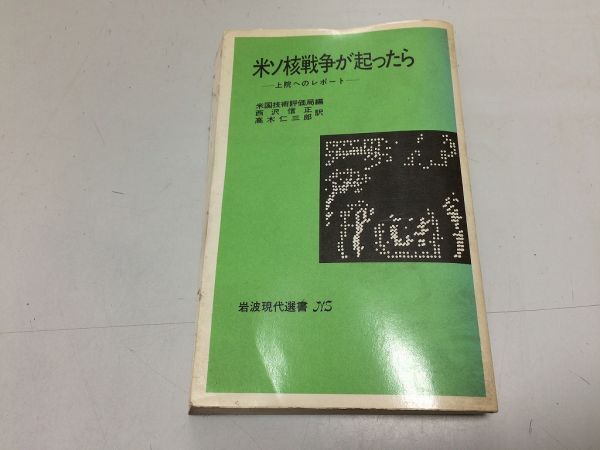 米ソ核戦争が起ったら
―上院へのレポート―
米国技術評価局編
西沢信正
高木仁三郎訳
岩波現代選書 NS